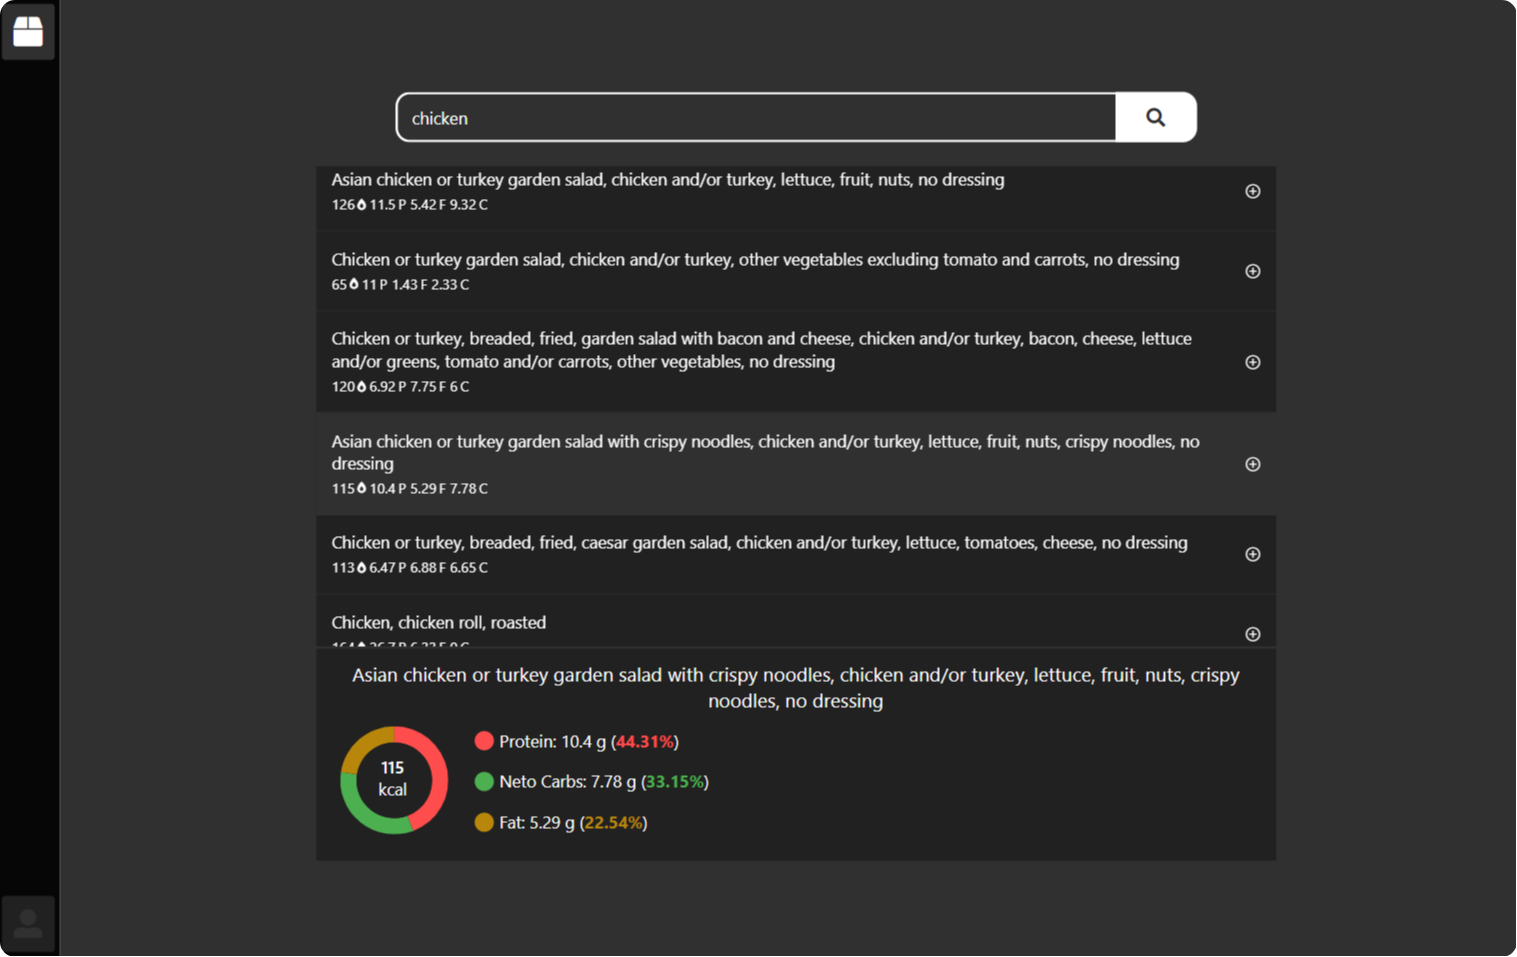 chicken
Asian chicken or turkey garden salad, chicken and/or turkey, lettuce, fruit, nuts, no dressing
126 11.5 P 5.42 F 9.32 C
Chicken or turkey garden salad, chicken and/or turkey, other vegetables excluding tomato and carrots, no dressing
65 11 P 1.43 F 2.33 C
Chicken or turkey, breaded, fried, garden salad with bacon and cheese, chicken and/or turkey, bacon, cheese, lettuce
and/or greens, tomato and/or carrots, other vegetables, no dressing
120 6.92 P 7.75 F 6 C
Asian chicken or turkey garden salad with crispy noodles, chicken and/or turkey, lettuce, fruit, nuts, crispy noodles, no
dressing
115 10.4 P 5.29 F 7.78 C
Chicken or turkey, breaded, fried, caesar garden salad, chicken and/or turkey, lettuce, tomatoes, cheese, no dressing
113 6.47 P 6.88 F 6.65 C
Chicken, chicken roll, roasted
Asian chicken or turkey garden salad with crispy noodles, chicken and/or turkey, lettuce, fruit, nuts, crispy
noodles, no dressing
115
kcal
Protein: 10.4 g (44.31%)
Neto Carbs: 7.78 g (33.15%)
Fat: 5.29 g (22.54%)